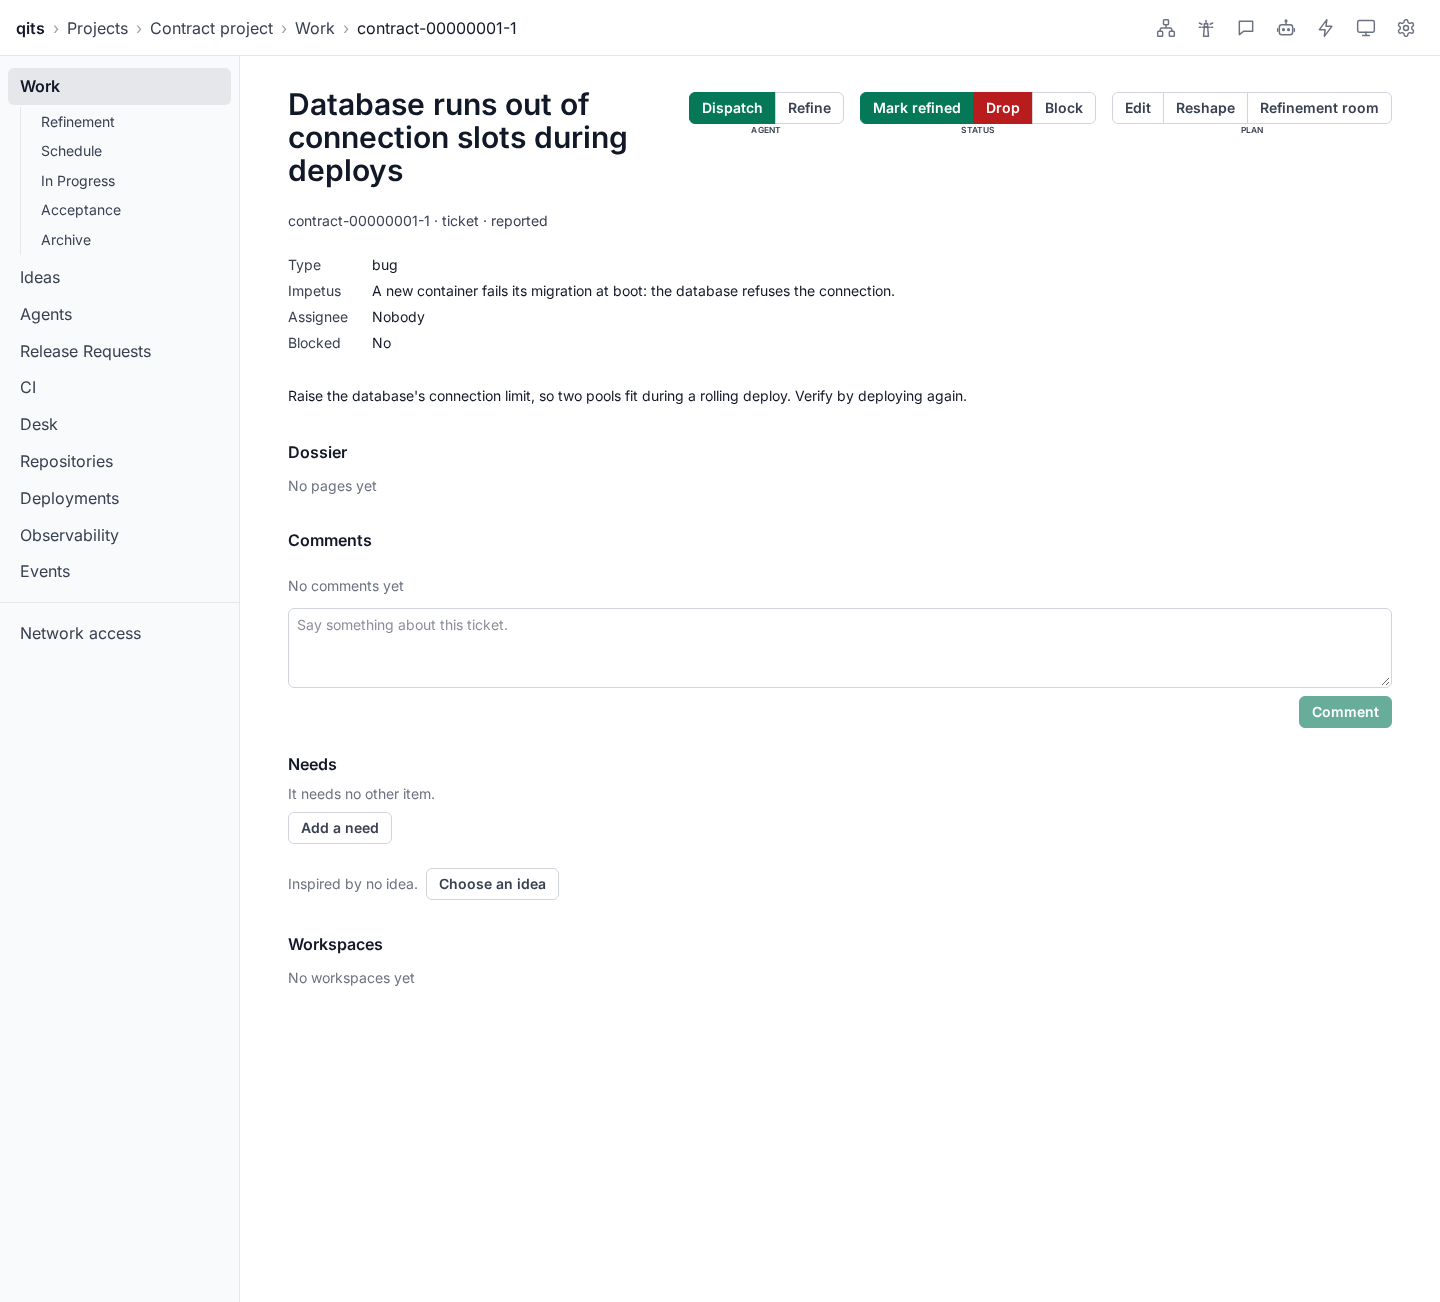 qits › Projects › Contract project › Work › contract-00000001-1
Work
Refinement
Schedule
In Progress
Acceptance
Archive
Ideas
Agents
Release Requests
CI
Desk
Repositories
Deployments
Observability
Events
Network access
Database runs out of
connection slots during
deploys
Dispatch Refine
AGENT
Mark refined Drop Block
STATUS
Edit Reshape Refinement room
PLAN
contract-00000001-1 · ticket · reported
Type bug
Impetus A new container fails its migration at boot: the database refuses the connection.
Assignee Nobody
Blocked No
Raise the database's connection limit, so two pools fit during a rolling deploy. Verify by deploying again.
Dossier
No pages yet
Comments
No comments yet
Say something about this ticket.
Comment
Needs
It needs no other item.
Add a need
Inspired by no idea. Choose an idea
Workspaces
No workspaces yet